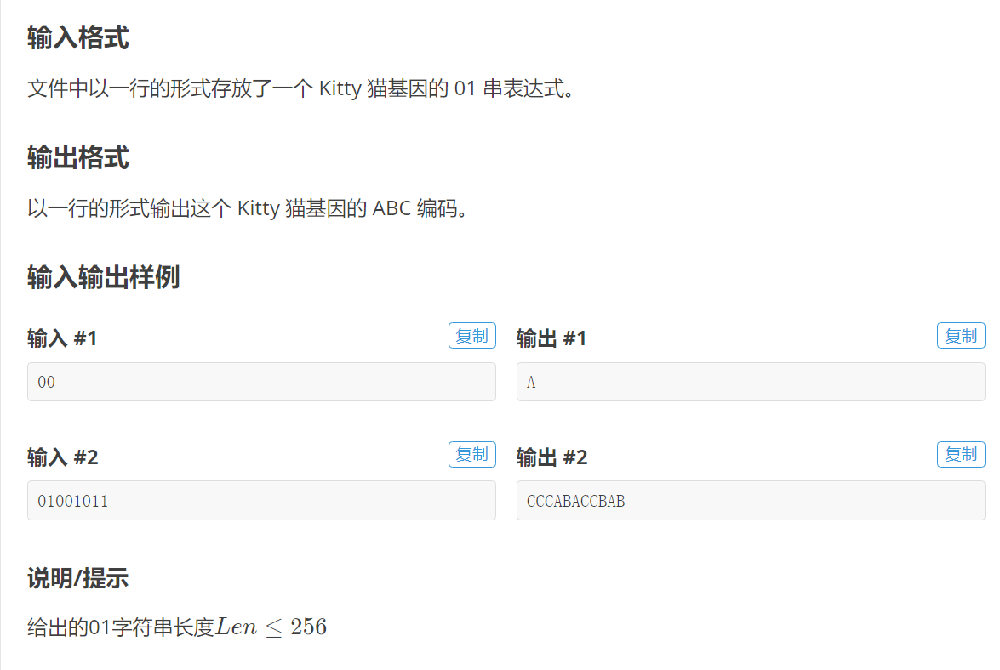 输入格式
文件中以一行的形式存放了一个 Kitty 猫基因的 01 串表达式。
输出格式
以一行的形式输出这个 Kitty 猫基因的 ABC 编码。
输入输出样例
输入 #1
复制
00
输出 #1
复制
A
输入 #2
复制
01001011
输出 #2
复制
CCCABACCBAB
说明/提示
给出的01字符串长度Len ≤ 256